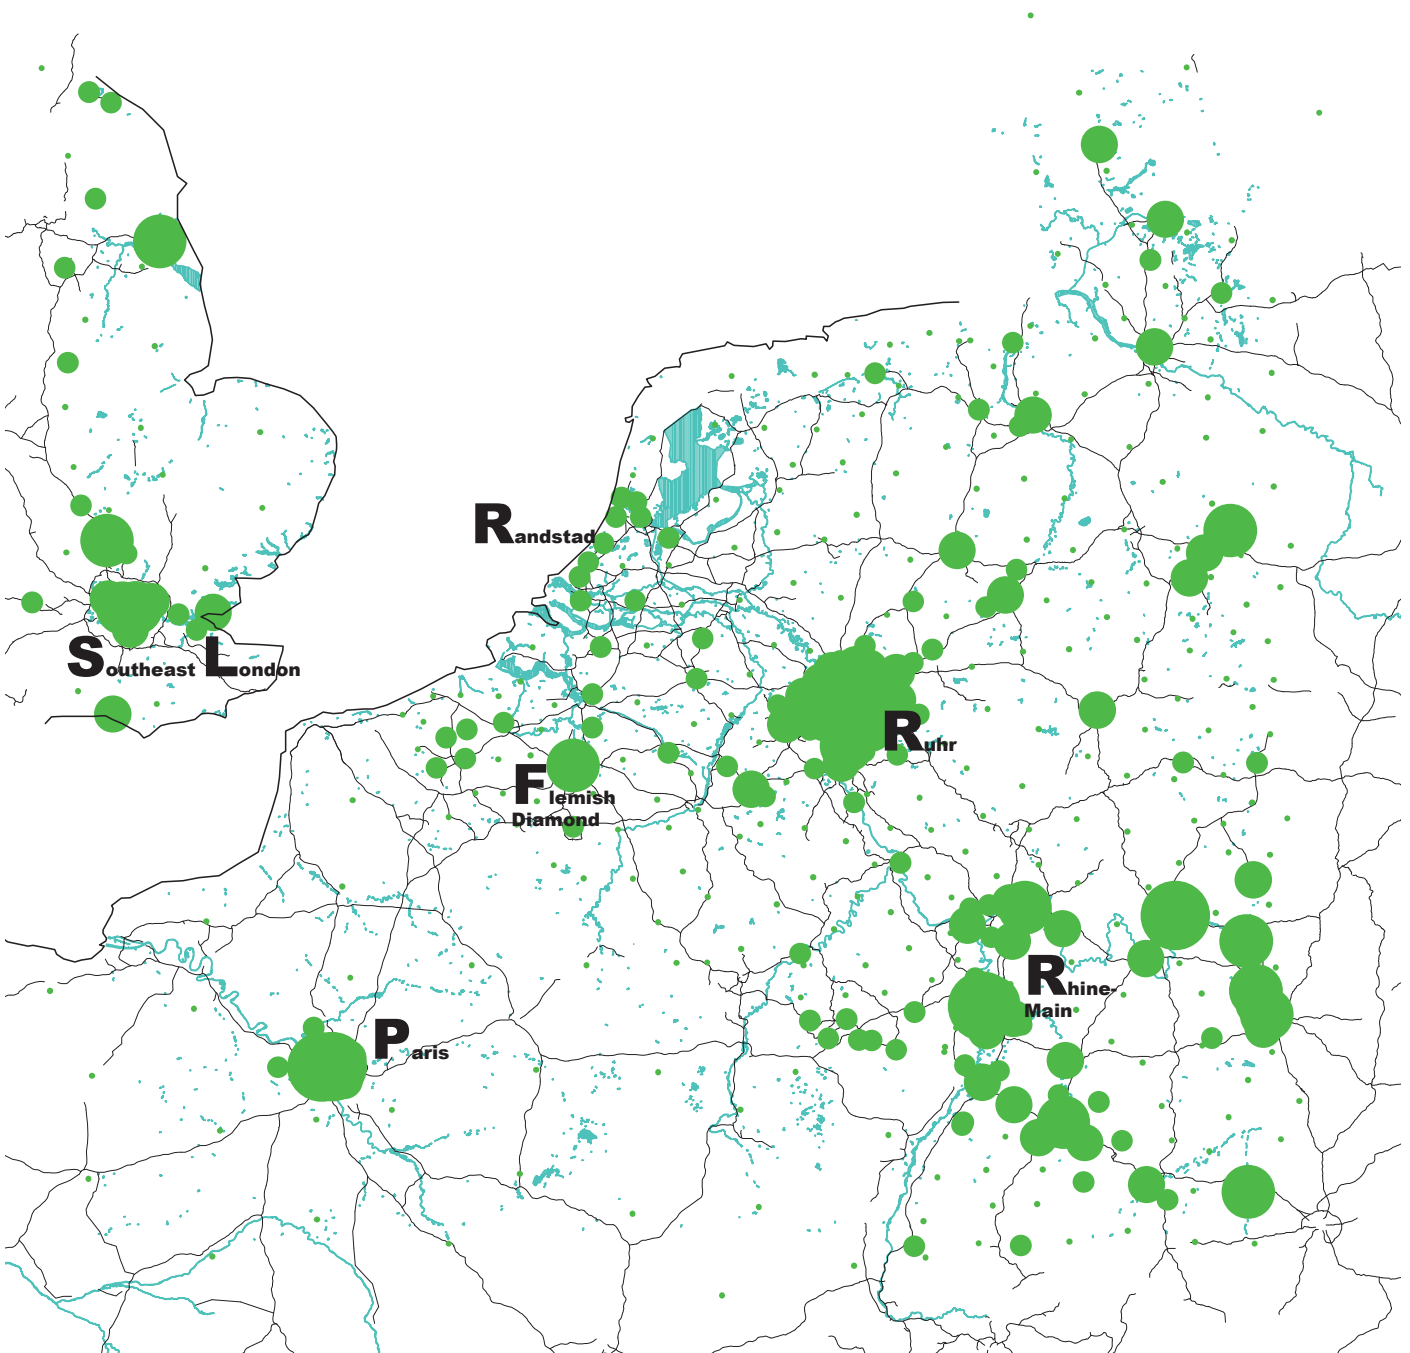 Randstad
Southeast London
Ruhr
Flemish
Diamond
Rhine-
Main
Paris